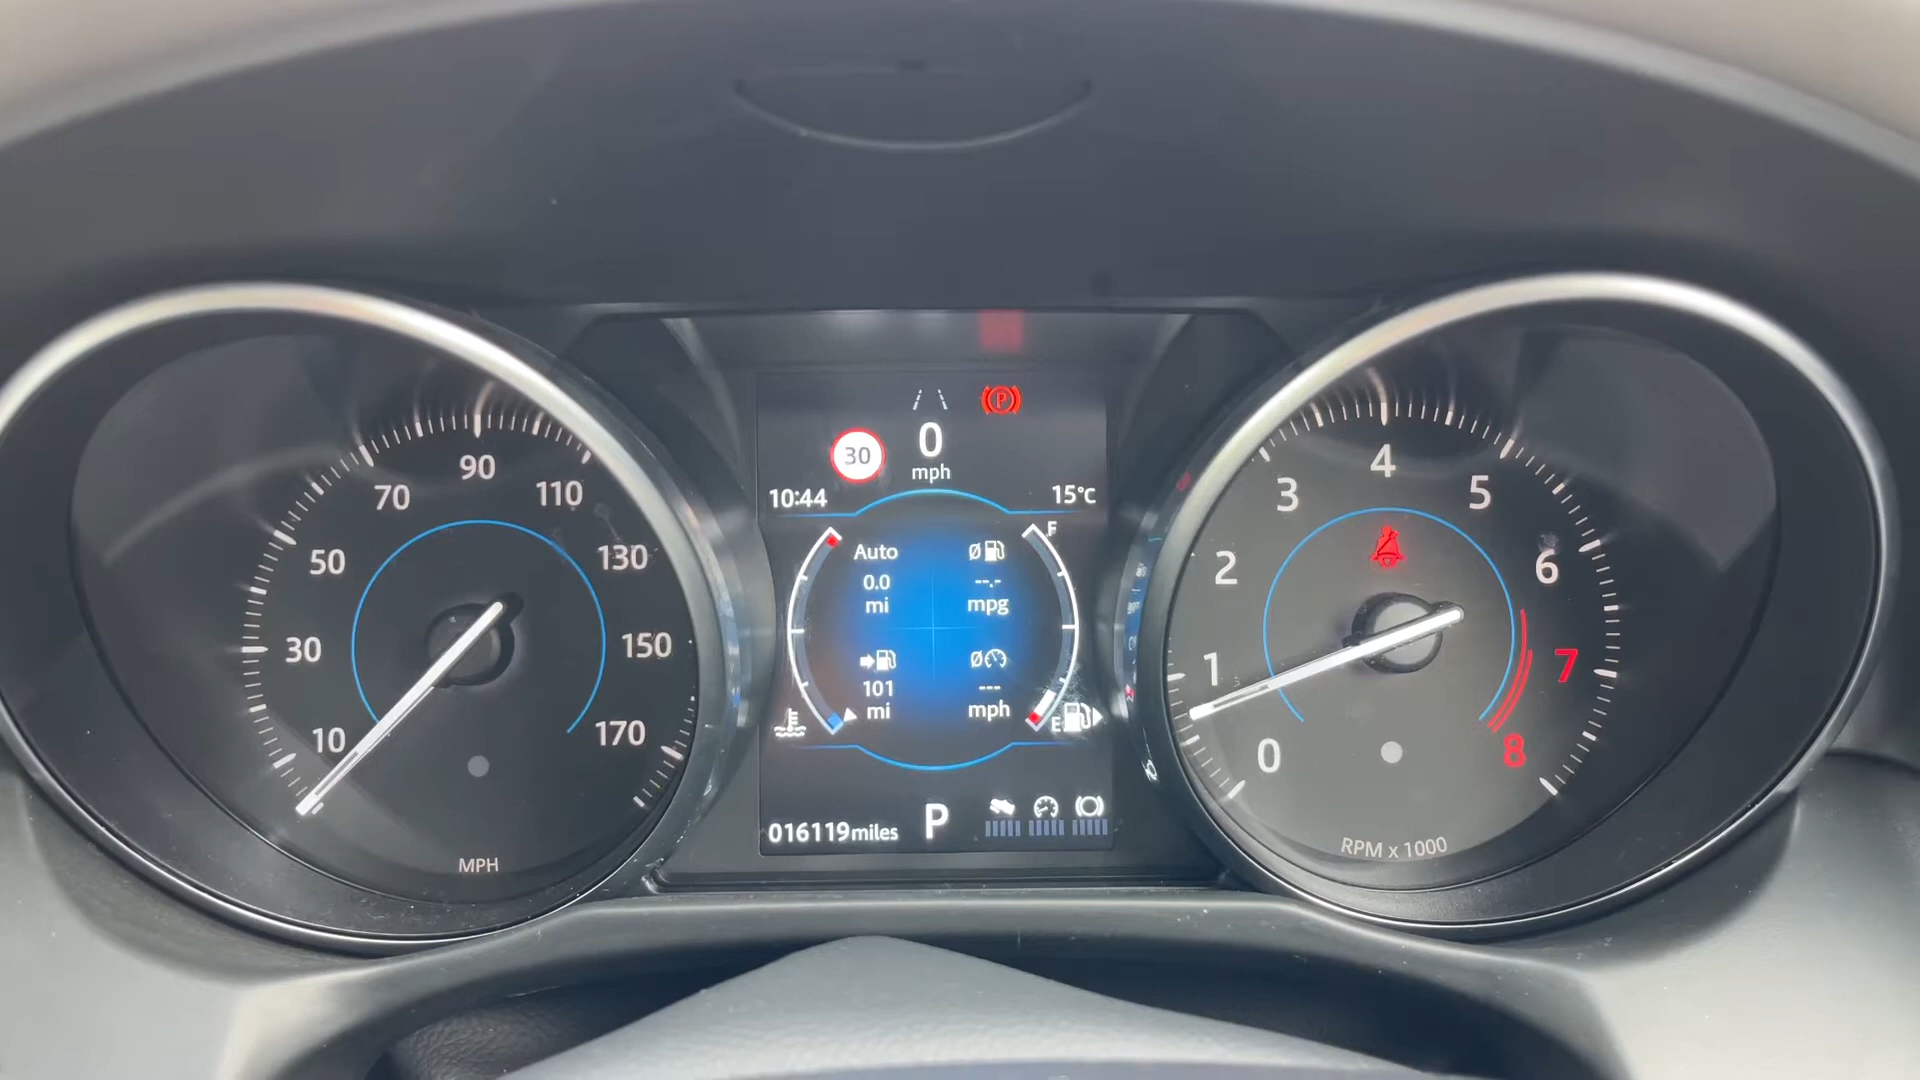 10
30
50
70
90
110
130
150
170
MPH
P
30
0
mph
10:44
15°C
Auto
0.0
mi
Ø
--.-
mpg
101
mi
Ø
---
mph
F
E
016119miles
P
0
1
2
3
4
5
6
7
8
RPM x 1000